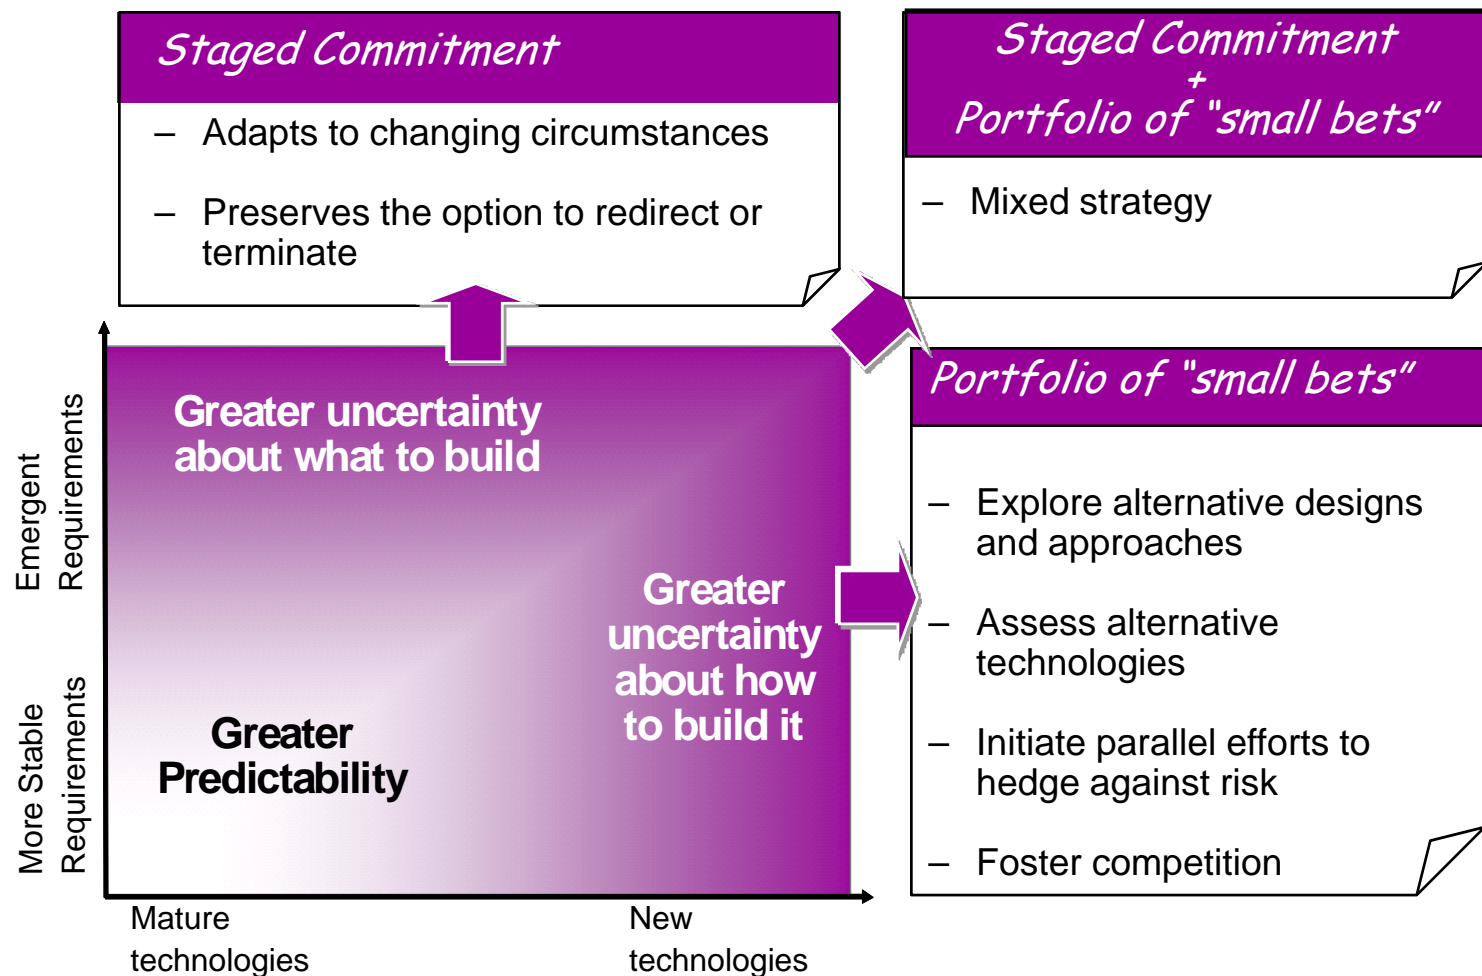 Staged Commitment
– Adapts to changing circumstances
– Preserves the option to redirect or
terminate
Staged Commitment
+
Portfolio of “small bets”
– Mixed strategy
Emergent
Requirements
More Stable
Requirements
Greater uncertainty
about what to build
Greater
uncertainty
about how
to build it
Greater
Predictability
Mature
technologies
New
technologies
Portfolio of “small bets”
– Explore alternative designs
and approaches
– Assess alternative
technologies
– Initiate parallel efforts to
hedge against risk
– Foster competition